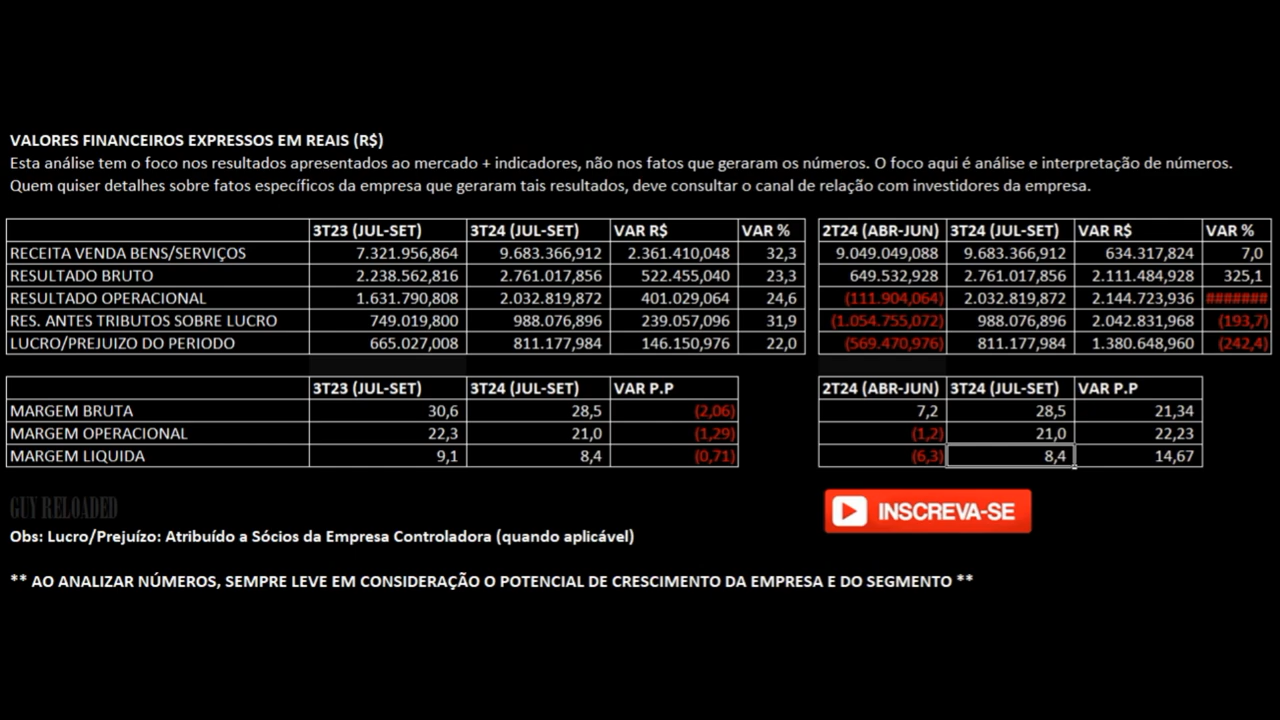 VALORES FINANCEIROS EXPRESSOS EM REAIS (R$)
Esta análise tem o foco nos resultados apresentados ao mercado + indicadores, não nos fatos que geraram os números. O foco aqui é análise e interpretação de números.
Quem quiser detalhes sobre fatos específicos da empresa que geraram tais resultados, deve consultar o canal de relação com investidores da empresa.
3T23 (JUL-SET) 3T24 (JUL-SET) VAR R$ VAR % 2T24 (ABR-JUN) 3T24 (JUL-SET) VAR R$ VAR %
RECEITA VENDA BENS/SERVIÇOS 7.321.956,864 9.683.366,912 2.361.410,048 32,3 9.049.049,088 9.683.366,912 634.317,824 7,0
RESULTADO BRUTO 2.238.562,816 2.761.017,856 522.455,040 23,3 649.532,928 2.761.017,856 2.111.484,928 325,1
RESULTADO OPERACIONAL 1.631.790,808 2.032.819,872 401.029,064 24,6 (111.904,064) 2.032.819,872 2.144.723,936 #######
RES. ANTES TRIBUTOS SOBRE LUCRO 749.019,800 988.076,896 239.057,096 31,9 (1.054.755,072) 988.076,896 2.042.831,968 (193,7)
LUCRO/PREJUIZO DO PERIODO 665.027,008 811.177,984 146.150,976 22,0 (569.470,976) 811.177,984 1.380.648,960 (242,4)
3T23 (JUL-SET) 3T24 (JUL-SET) VAR P.P 2T24 (ABR-JUN) 3T24 (JUL-SET) VAR P.P
MARGEM BRUTA 30,6 28,5 (2,06) 7,2 28,5 21,34
MARGEM OPERACIONAL 22,3 21,0 (1,29) (1,2) 21,0 22,23
MARGEM LIQUIDA 9,1 8,4 (0,71) (6,3) 8,4 14,67
GUY RELOADED
INSCREVA-SE
Obs: Lucro/Prejuízo: Atribuído a Sócios da Empresa Controladora (quando aplicável)
** AO ANALIZAR NÚMEROS, SEMPRE LEVE EM CONSIDERAÇÃO O POTENCIAL DE CRESCIMENTO DA EMPRESA E DO SEGMENTO **